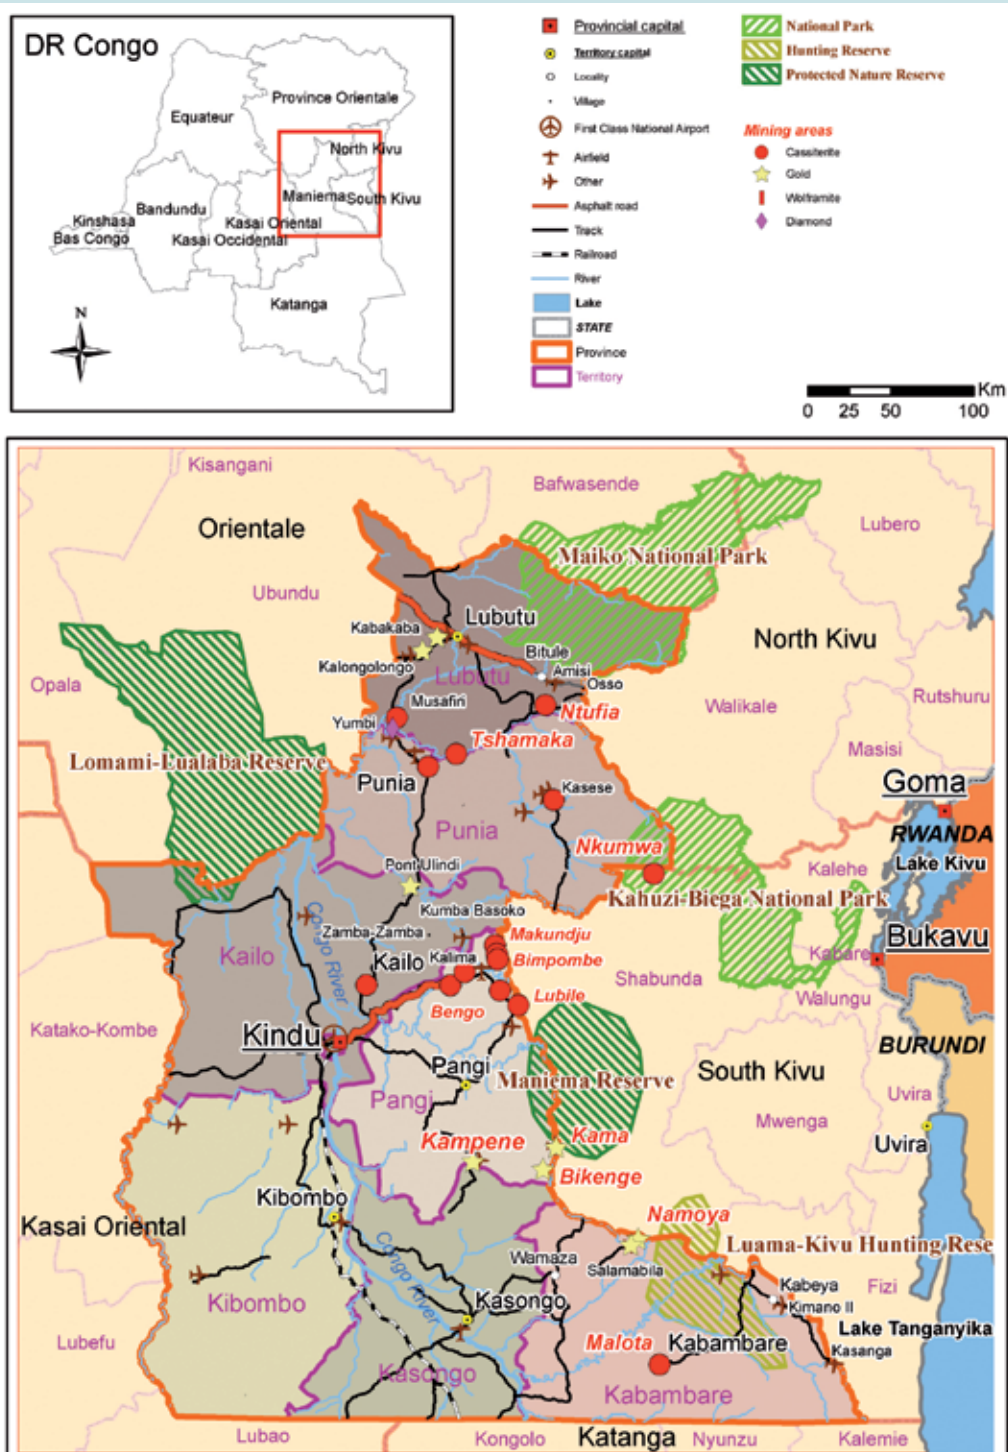 DR Congo
Province Orientale
Equateur
North Kivu
Maniema
South Kivu
Bandundu
Kinshasa
Kasai Oriental
Bas Congo
Kasai Occidental
Katanga
N
Provincial capital
Territory capital
Locality
Village
First Class National Airport
Airfield
Other
Asphalt road
Track
Railroad
River
Lake
STATE
Province
Territory
National Park
Hunting Reserve
Protected Nature Reserve
Mining areas
Cassiterite
Gold
Wolframite
Diamond
Km
0 25 50 100
Kisangani
Bafwasende
Orientale
Lubero
Maiko National Park
Ubundu
Kabakaba
Lubutu
North Kivu
Kalongolongo
Bitule
Lubutu
Amisi
Osso
Opala
Musafiri
Ntufia
Walikale
Rutshuru
Yumbi
Tshamaka
Masisi
Lomami-Lualaba Reserve
Punia
Kasese
Goma
Punia
RWANDA
Nkumwa
Pont Ulindi
Kalehe
Lake Kivu
Kahuzi-Biega National Park
Kumba Basoko
Congo River
Zamba-Zamba
Makundju
Bukavu
Kailo
Kalima
Bimpombe
Kabare
Kailo
Shabunda
Bengo
Lubile
Walungu
Katako-Kombe
Kindu
BURUNDI
Pangi
Maniema Reserve
South Kivu
Pangi
Uvira
Mwenga
Kampene
Kama
Uvira
Bikenge
Kibombo
Kasai Oriental
Namoya
Congo River
Wamaza
Luama-Kivu Hunting Rese
Salamabila
Kabeya
Fizi
Kibombo
Kasongo
Kimano II
Lake Tanganyika
Lubefu
Malota
Kabambare
Kasanga
Kasongo
Kabambare
Lubao
Kongolo
Katanga
Nyunzu
Kalemie